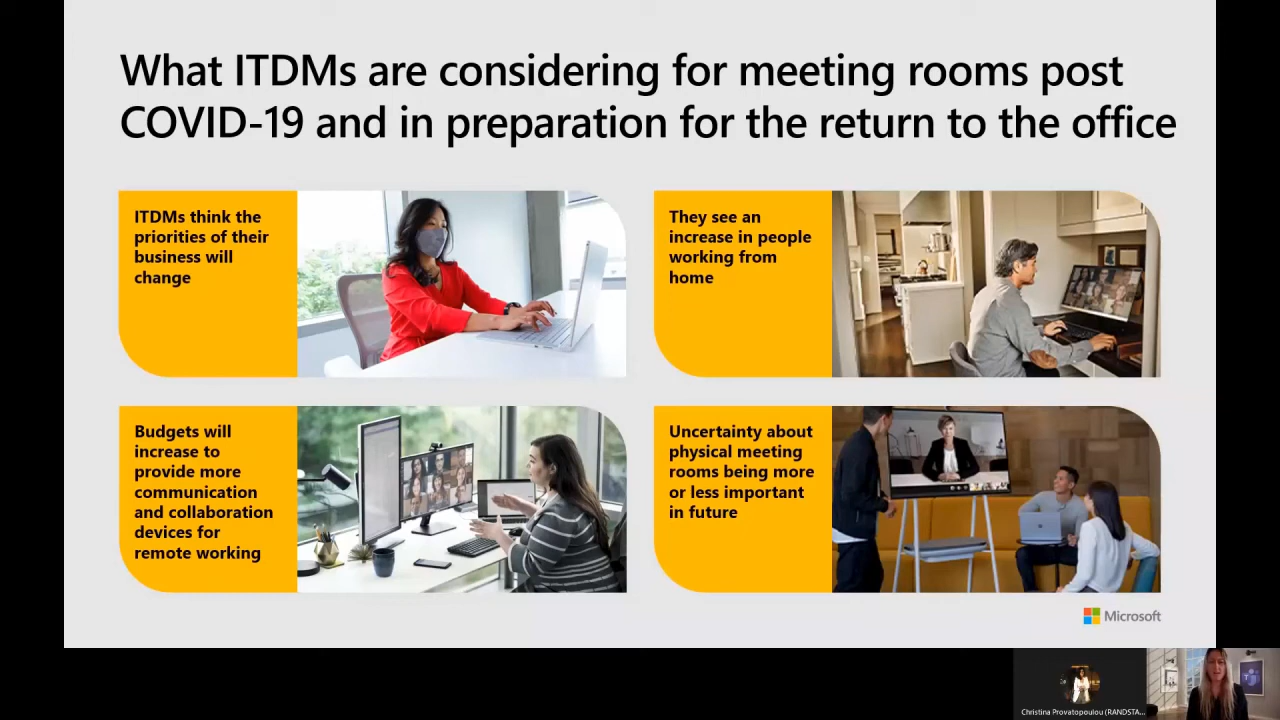 What ITDMs are considering for meeting rooms post
COVID-19 and in preparation for the return to the office
ITDMs think the
priorities of their
business will
change
They see an
increase in people
working from
home
Budgets will
increase to
provide more
communication
and collaboration
devices for
remote working
Uncertainty about
physical meeting
rooms being more
or less important
in future
Microsoft
Christina Provatopoulou (RANDSTA...